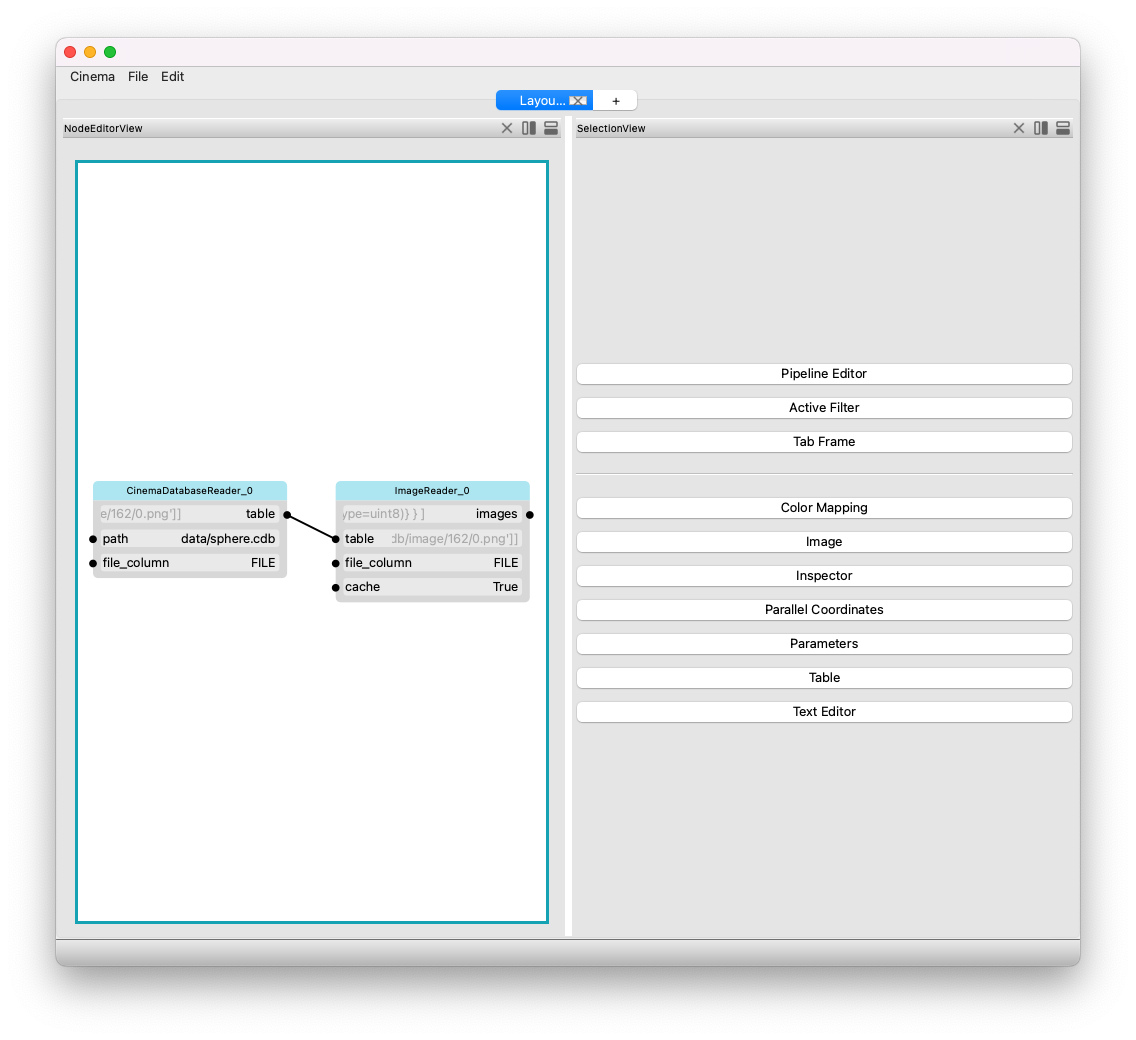 Cinema File Edit
Layou... +
NodeEditorView
SelectionView
CinemaDatabaseReader_0
e/162/0.png']] table
path data/sphere.cdb
file_column FILE
ImageReader_0
ype=uint8)} } ] images
table db/image/162/0.png']]
file_column FILE
cache True
Pipeline Editor
Active Filter
Tab Frame
Color Mapping
Image
Inspector
Parallel Coordinates
Parameters
Table
Text Editor